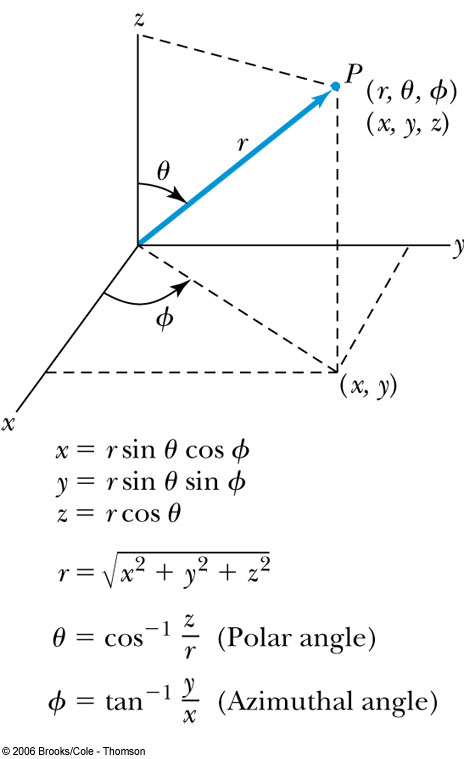 z
P
(r, θ, ϕ)
(x, y, z)
r
θ
y
ϕ
(x, y)
x
x = r sin θ cos ϕ
y = r sin θ sin ϕ
z = r cos θ
r = √x² + y² + z²
θ = cos⁻¹ z/r (Polar angle)
ϕ = tan⁻¹ y/x (Azimuthal angle)
© 2006 Brooks/Cole - Thomson